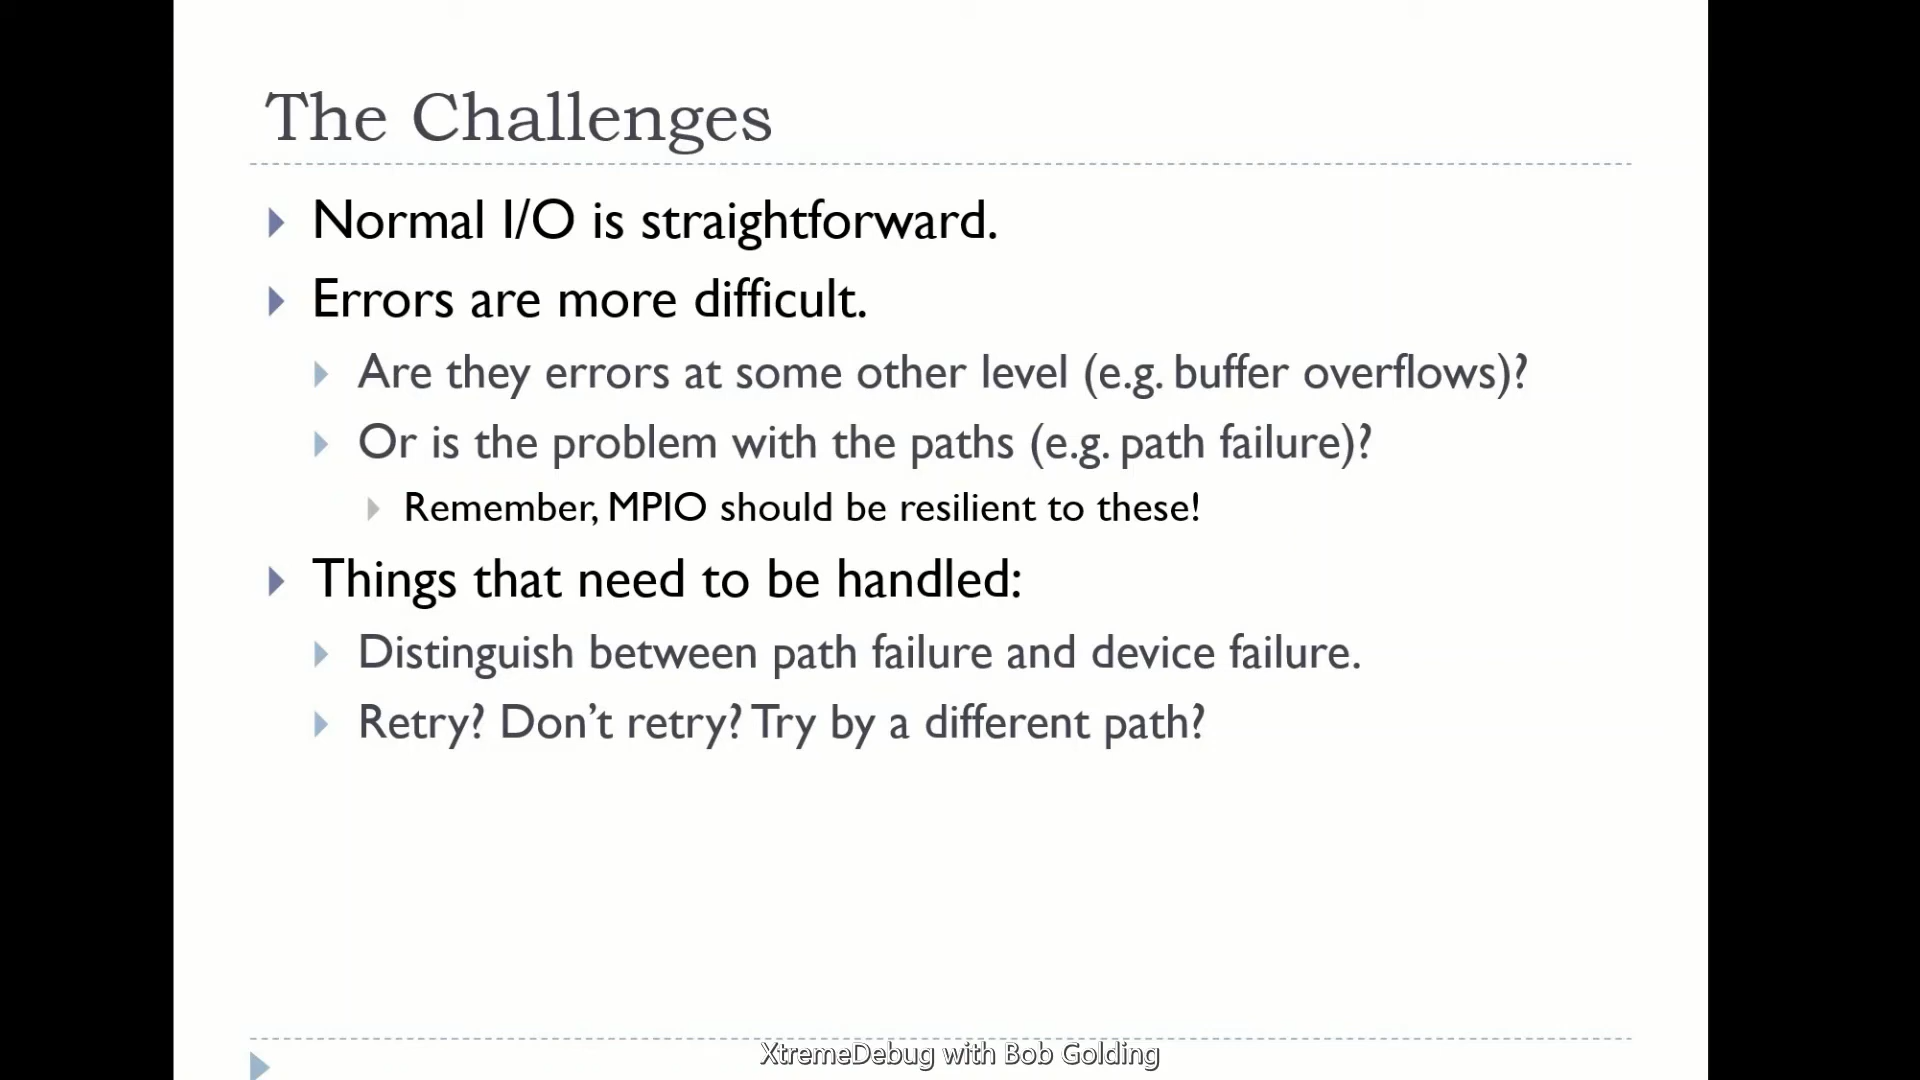 The Challenges
Normal I/O is straightforward.
Errors are more difficult.
Are they errors at some other level (e.g. buffer overflows)?
Or is the problem with the paths (e.g. path failure)?
Remember, MPIO should be resilient to these!
Things that need to be handled:
Distinguish between path failure and device failure.
Retry? Don’t retry? Try by a different path?
XtremeDebug with Bob Golding